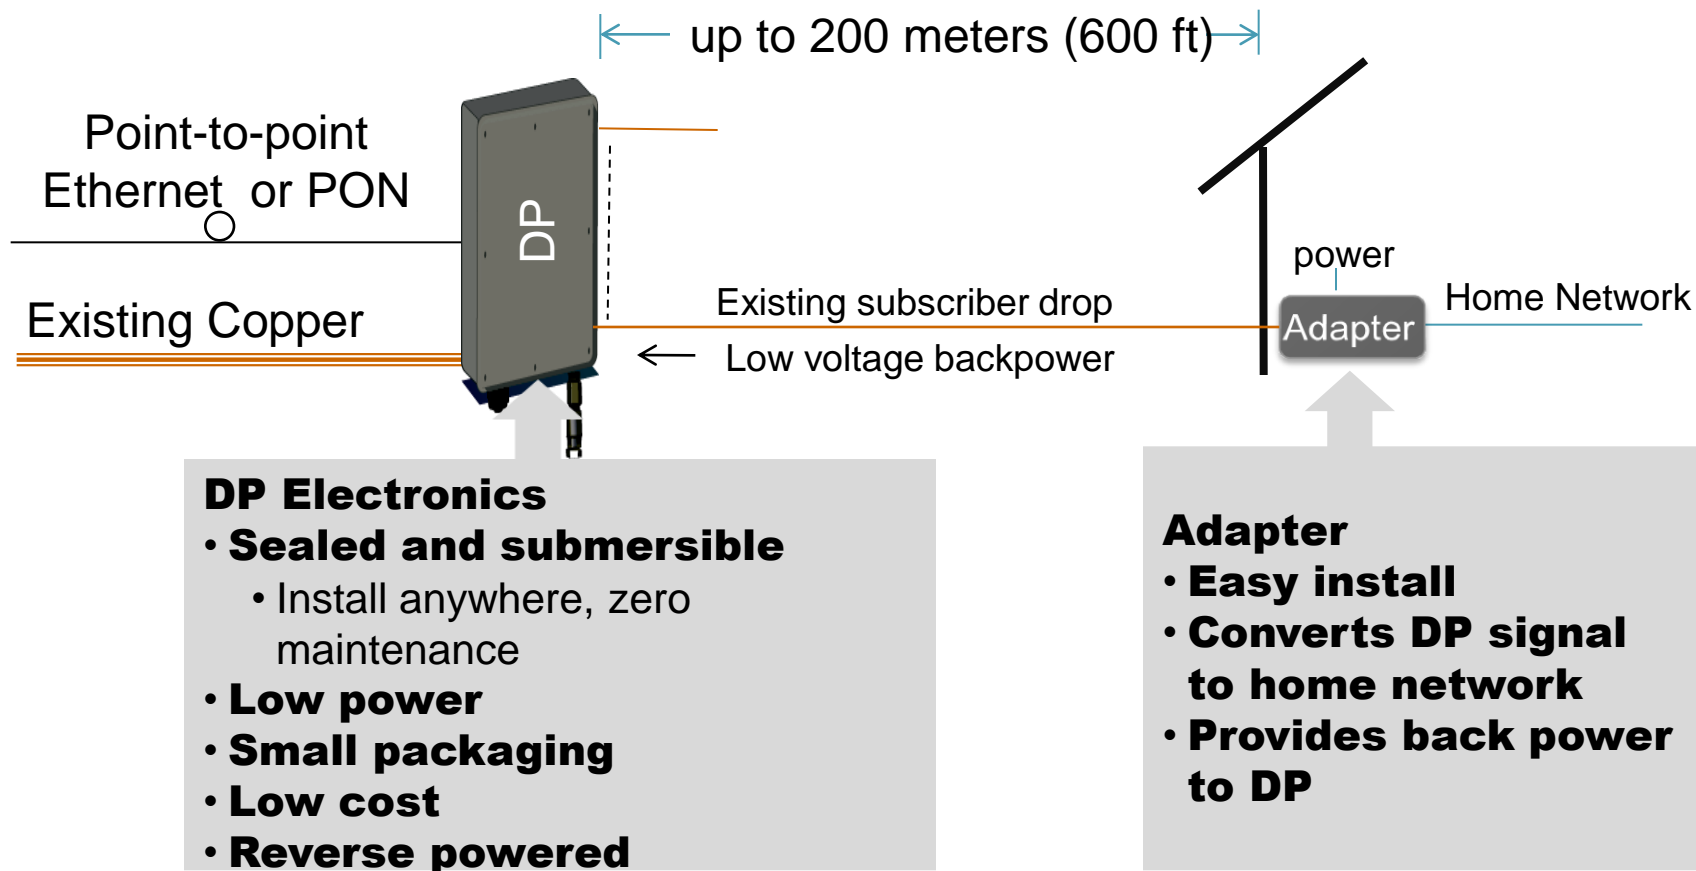 up to 200 meters (600 ft)
Point-to-point
Ethernet or PON
DP
Existing Copper
power
Existing subscriber drop
Home Network
Adapter
Low voltage backpower
DP Electronics
• Sealed and submersible
• Install anywhere, zero
maintenance
• Low power
• Small packaging
• Low cost
• Reverse powered
Adapter
• Easy install
• Converts DP signal
to home network
• Provides back power
to DP